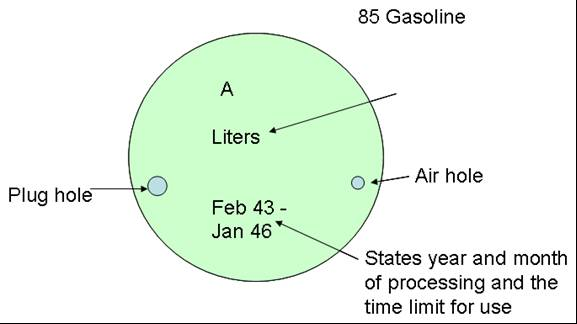 85 Gasoline
A
Liters
Air hole
Plug hole
Feb 43 -
Jan 46
States year and month
of processing and the
time limit for use